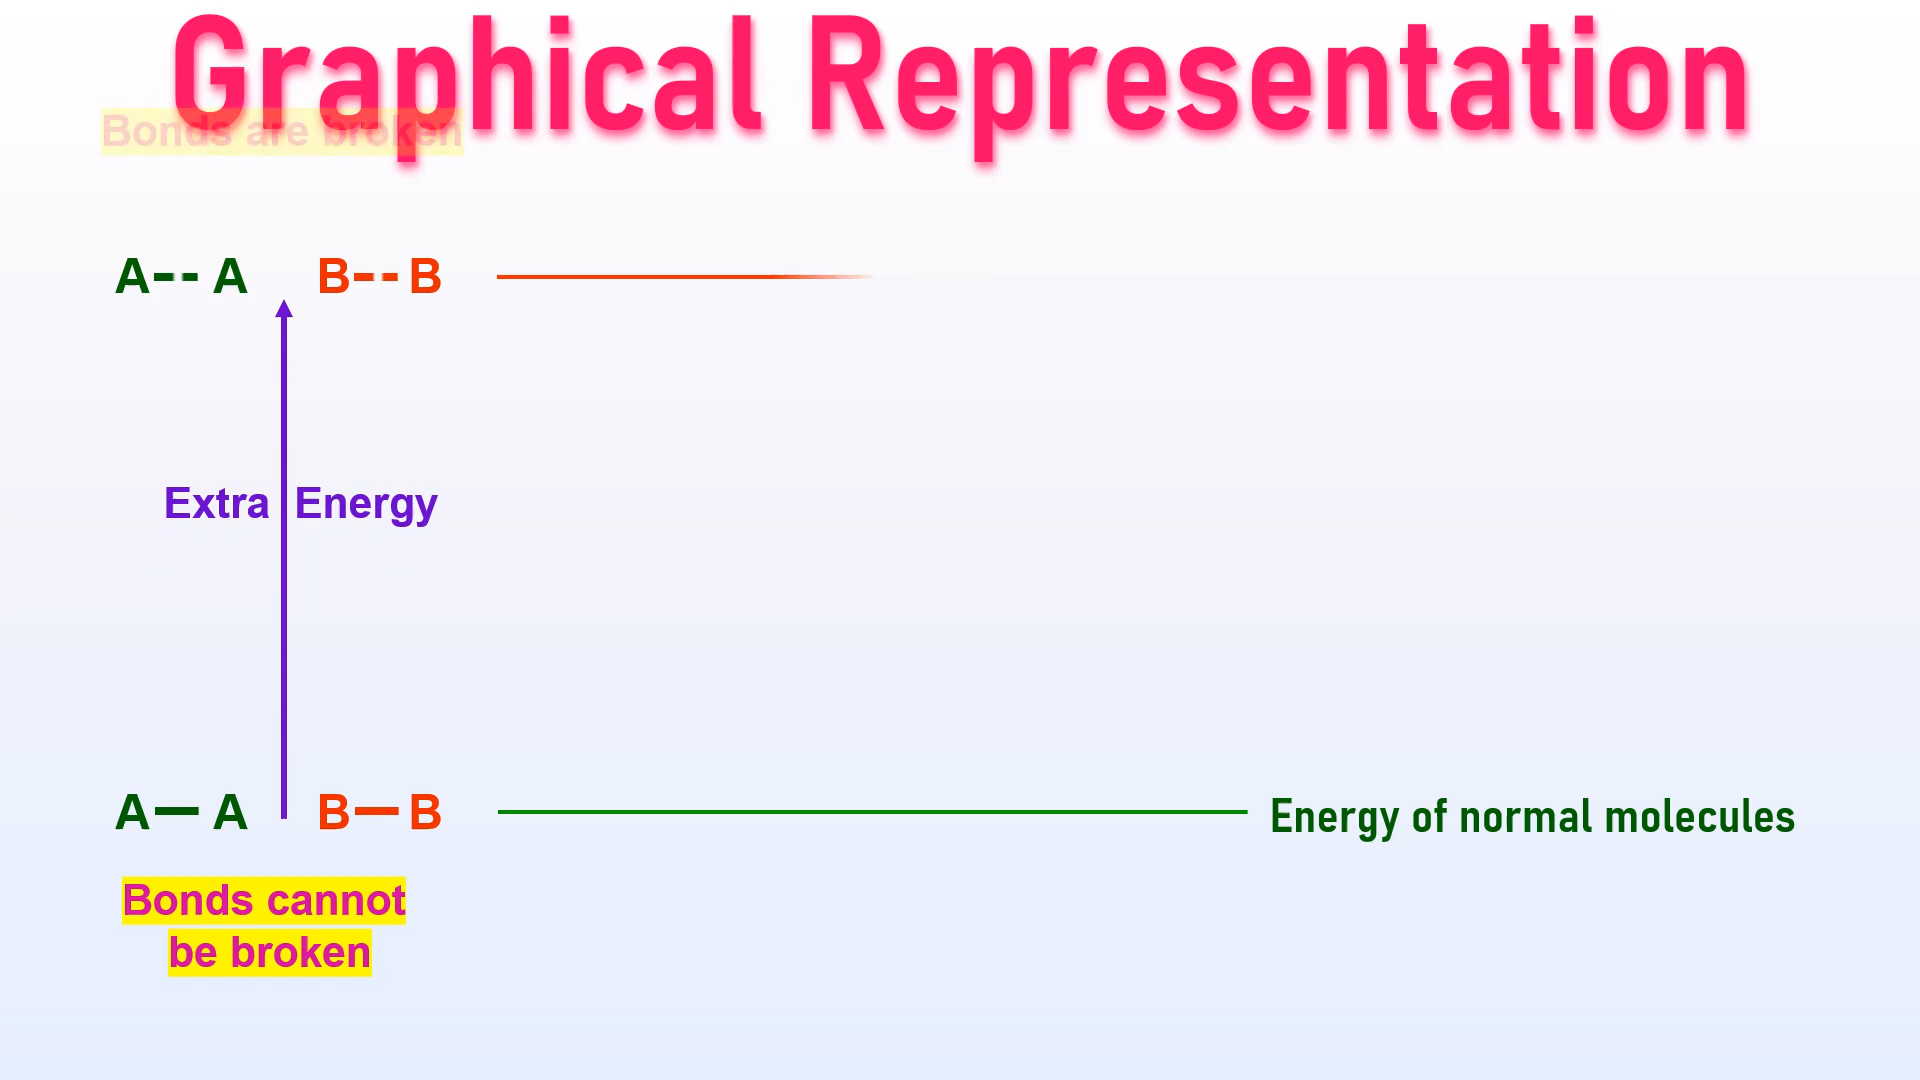 Graphical Representation
Bonds are broken
A-- A B-- B
Extra Energy
A— A B— B Energy of normal molecules
Bonds cannot
be broken